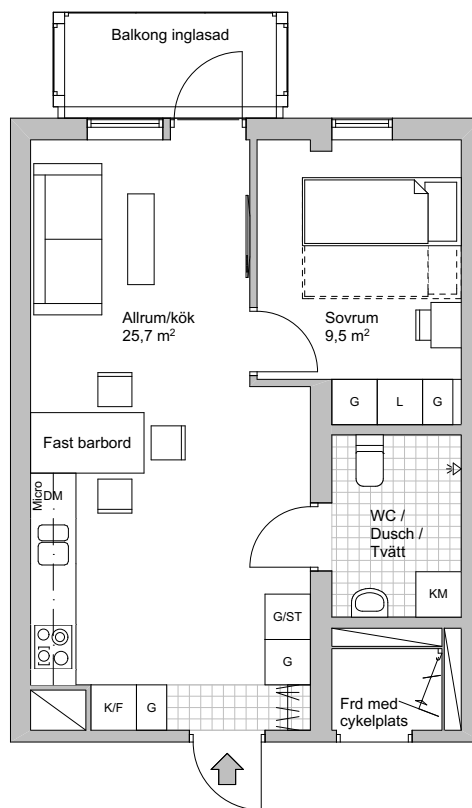 Balkong inglasad
Allrum/kök
25,7 m²
Sovrum
9,5 m²
G
L
G
Fast barbord
Micro
DM
WC /
Dusch /
Tvätt
KM
G/ST
G
K/F
G
Frd med
cykelplats